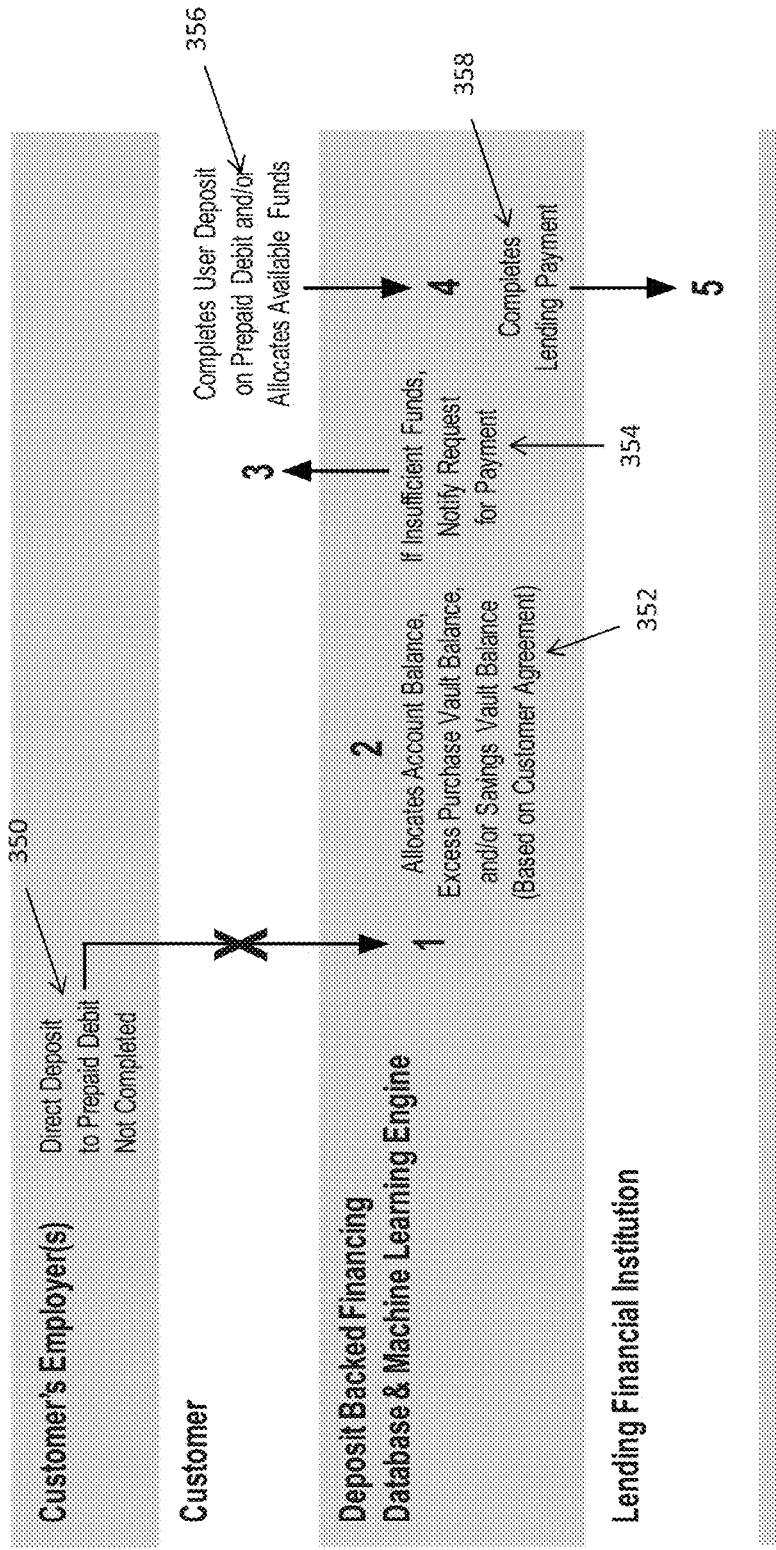 Customer's Employer(s)
Direct Deposit
to Prepaid Debit
Not Completed
350
Customer
3
Completes User Deposit
on Prepaid Debit and/or
Allocates Available Funds
356
Deposit Backed Financing
Database & Machine Learning Engine
1
2
Allocates Account Balance,
Excess Purchase Vault Balance,
and/or Savings Vault Balance
(Based on Customer Agreement)
352
If Insufficient Funds,
Notify Request
for Payment
354
4
Completes
Lending Payment
358
Lending Financial Institution
5